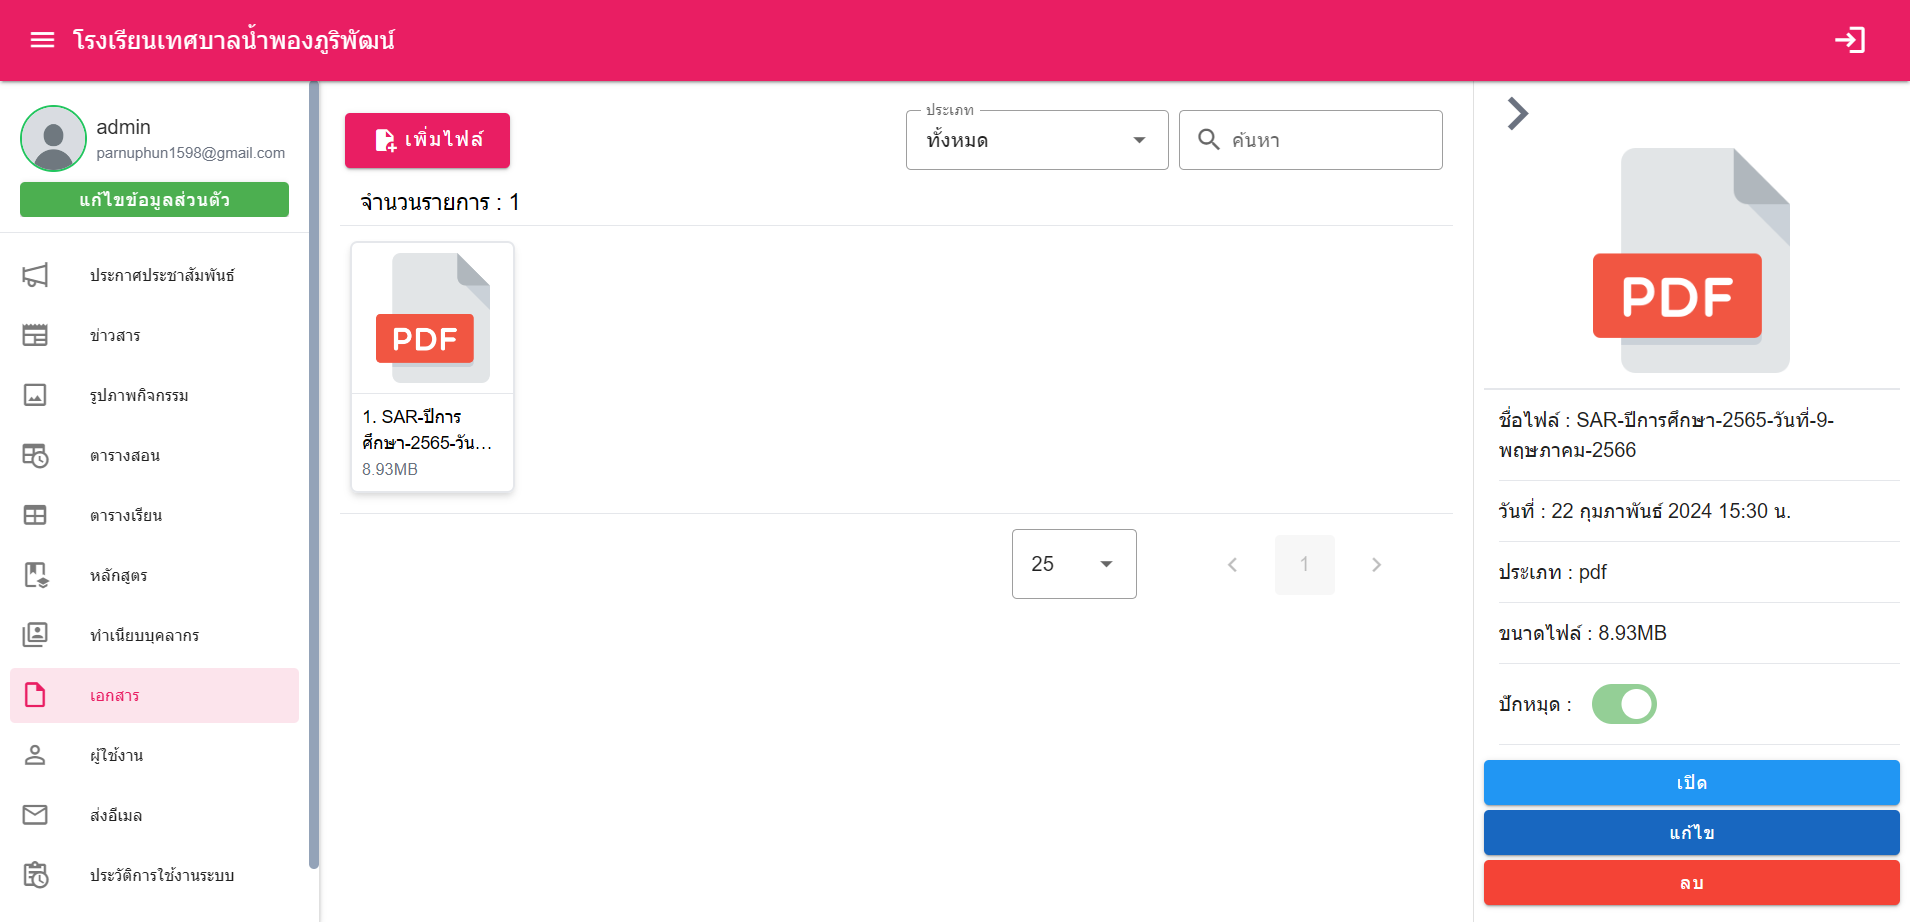 โรงเรียนเทศบาลน้ำพองภูริพัฒน์
admin
parnuphun1598@gmail.com
แก้ไขข้อมูลส่วนตัว
ประกาศประชาสัมพันธ์
ข่าวสาร
รูปภาพกิจกรรม
ตารางสอน
ตารางเรียน
หลักสูตร
ทำเนียบบุคลากร
เอกสาร
ผู้ใช้งาน
ส่งอีเมล
ประวัติการใช้งานระบบ
เพิ่มไฟล์
ประเภท
ทั้งหมด
ค้นหา
จำนวนรายการ : 1
PDF
1. SAR-ปีการ
ศึกษา-2565-วัน...
8.93MB
25
1
PDF
ชื่อไฟล์ : SAR-ปีการศึกษา-2565-วันที่-9-
พฤษภาคม-2566
วันที่ : 22 กุมภาพันธ์ 2024 15:30 น.
ประเภท : pdf
ขนาดไฟล์ : 8.93MB
ปักหมุด :
เปิด
แก้ไข
ลบ